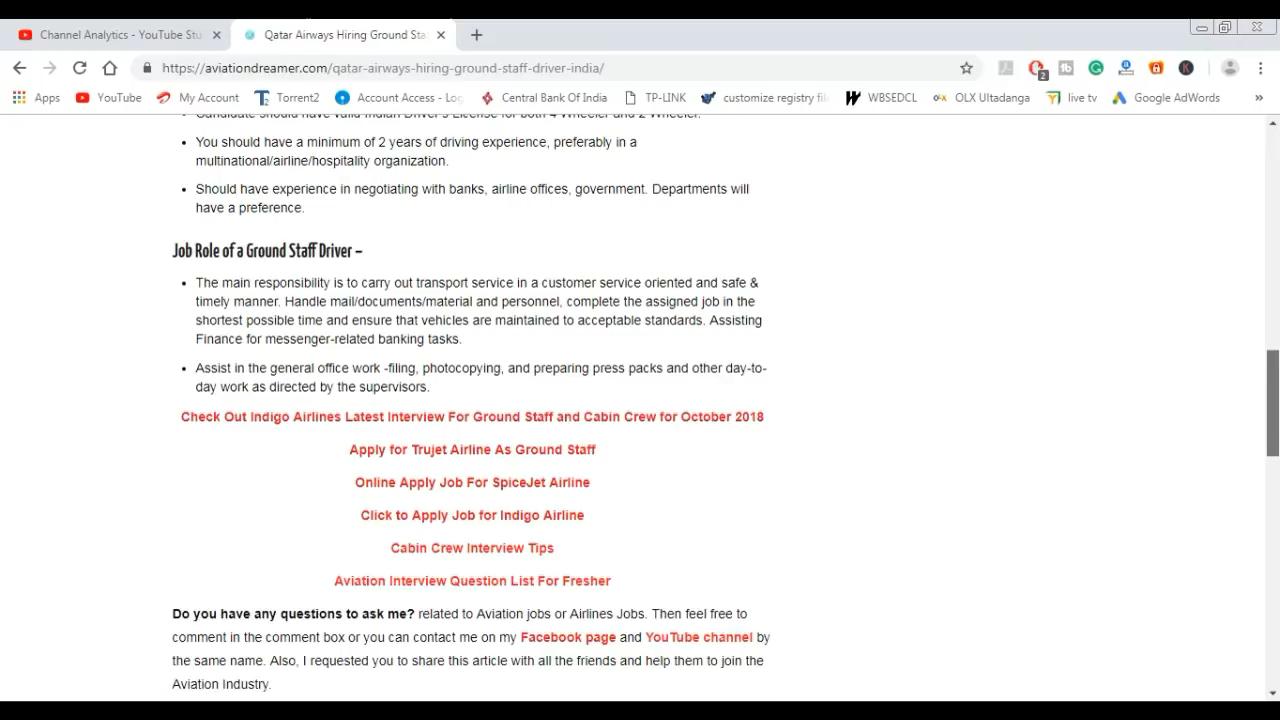 Channel Analytics - YouTube Stu
Qatar Airways Hiring Ground Sta
https://aviationdreamer.com/qatar-airways-hiring-ground-staff-driver-india/
2
tb
K
Apps
YouTube
My Account
Torrent2
Account Access - Log
Central Bank Of India
TP-LINK
customize registry fil
WBSEDCL
OLX Ultadanga
live tv
Google AdWords
»
Candidate should have valid Indian Driver's License for both 4 Wheeler and 2 Wheeler.
• You should have a minimum of 2 years of driving experience, preferably in a
multinational/airline/hospitality organization.
• Should have experience in negotiating with banks, airline offices, government. Departments will
have a preference.
Job Role of a Ground Staff Driver –
• The main responsibility is to carry out transport service in a customer service oriented and safe &
timely manner. Handle mail/documents/material and personnel, complete the assigned job in the
shortest possible time and ensure that vehicles are maintained to acceptable standards. Assisting
Finance for messenger-related banking tasks.
• Assist in the general office work -filing, photocopying, and preparing press packs and other day-to-
day work as directed by the supervisors.
Check Out Indigo Airlines Latest Interview For Ground Staff and Cabin Crew for October 2018
Apply for Trujet Airline As Ground Staff
Online Apply Job For SpiceJet Airline
Click to Apply Job for Indigo Airline
Cabin Crew Interview Tips
Aviation Interview Question List For Fresher
Do you have any questions to ask me? related to Aviation jobs or Airlines Jobs. Then feel free to
comment in the comment box or you can contact me on my Facebook page and YouTube channel by
the same name. Also, I requested you to share this article with all the friends and help them to join the
Aviation Industry.